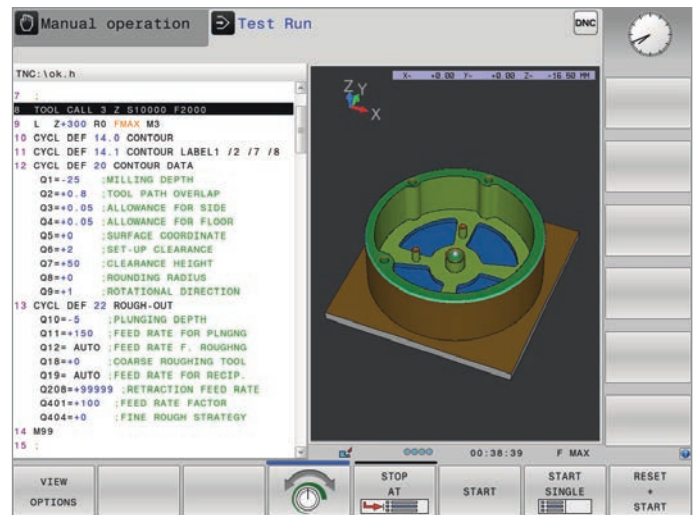 Manual operation
Test Run
DNC
TNC:\ok.h
7 ;
8 TOOL CALL 3 Z S10000 F2000
9 L Z+300 R0 FMAX M3
10 CYCL DEF 14.0 CONTOUR
11 CYCL DEF 14.1 CONTOUR LABEL1 /2 /7 /8
12 CYCL DEF 20 CONTOUR DATA
Q1=-25 ;MILLING DEPTH
Q2=+0.8 ;TOOL PATH OVERLAP
Q3=+0.05 ;ALLOWANCE FOR SIDE
Q4=+0.05 ;ALLOWANCE FOR FLOOR
Q5=+0 ;SURFACE COORDINATE
Q6=+2 ;SET-UP CLEARANCE
Q7=+50 ;CLEARANCE HEIGHT
Q8=+0 ;ROUNDING RADIUS
Q9=+1 ;ROTATIONAL DIRECTION
13 CYCL DEF 22 ROUGH-OUT
Q10=-5 ;PLUNGING DEPTH
Q11=+150 ;FEED RATE FOR PLNGNG
Q12= AUTO ;FEED RATE F. ROUGHNG
Q18=+0 ;COARSE ROUGHING TOOL
Q19= AUTO ;FEED RATE FOR RECIP.
Q208=+99999 ;RETRACTION FEED RATE
Q401=+100 ;FEED RATE FACTOR
Q404=+0 ;FINE ROUGH STRATEGY
14 M99
15 ;
X- +0.00 Y- +0.00 Z- -16.50 MM
Z Y
X
00:38:39 F MAX
VIEW
OPTIONS
STOP
AT
START
START
SINGLE
RESET
+
START